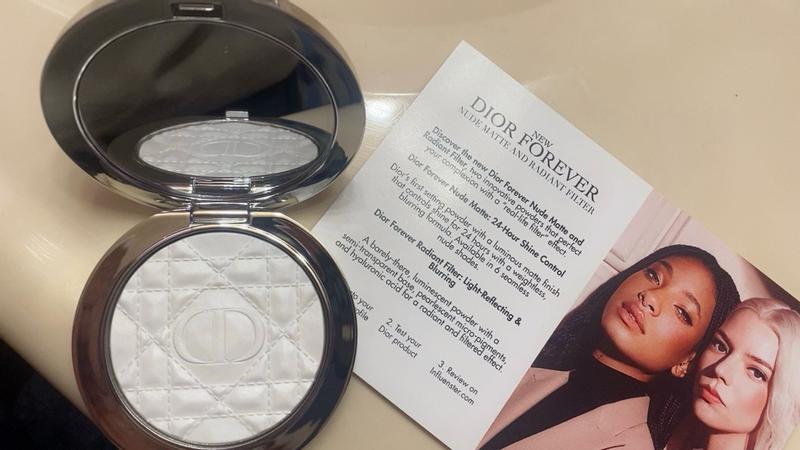 NEW
DIOR FOREVER
NUDE MATTE AND RADIANT FILTER
Discover the new Dior Forever Nude Matte and
Radiant Filter, two innovative powders that perfect
your complexion with a "real-life filter" effect.
Dior Forever Nude Matte: 24-Hour Shine Control
Dior's first setting powder with a luminous matte finish
that controls shine for 24 hours with a weightless,
blurring formula. Available in 6 seamless
nude shades.
Dior Forever Radiant Filter: Light-Reflecting &
Blurring
A barely-there, luminescent powder with a
semi-transparent base, pearlescent micro-pigments,
and hyaluronic acid for a radiant and filtered effect.
to your
2. Test your
Dior product
3. Review on
Influenster.com
CD